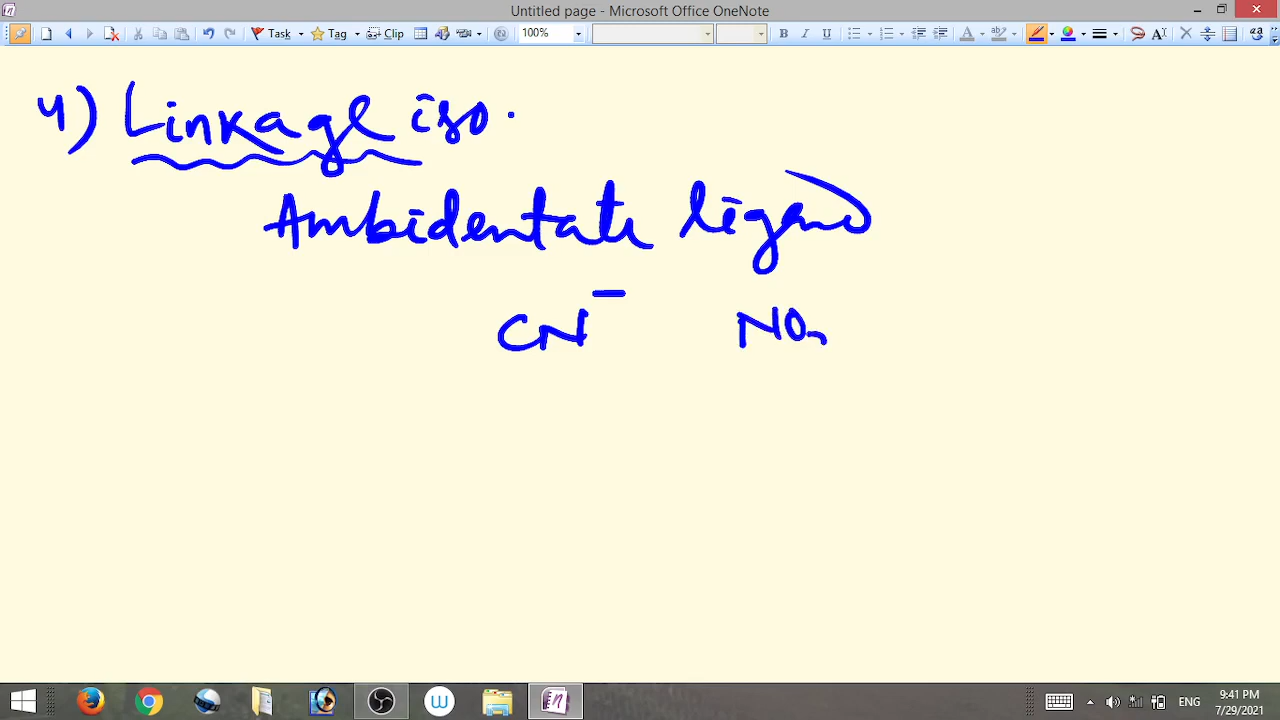 Untitled page - Microsoft Office OneNote
Task Tag Clip 100% B I U
4) Linkage iso.
Ambidentate ligand
CN⁻ NO₂
ENG 9:41 PM
7/29/2021